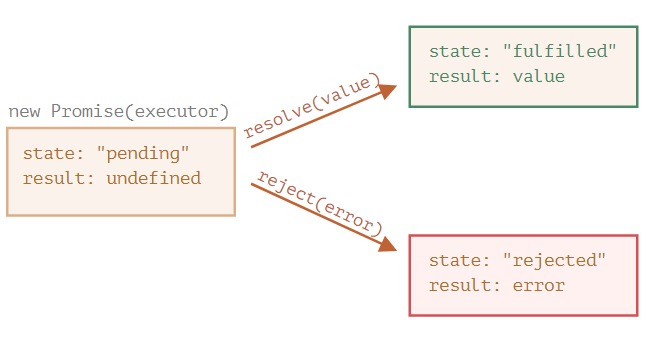 new Promise(executor)
state: "pending"
result: undefined
resolve(value)
reject(error)
state: "fulfilled"
result: value
state: "rejected"
result: error